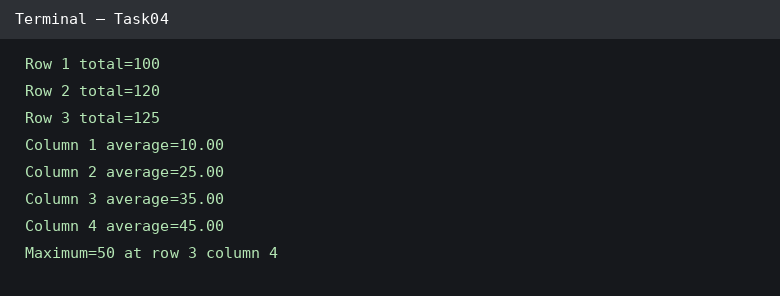 Terminal — Task04
Row 1 total=100
Row 2 total=120
Row 3 total=125
Column 1 average=10.00
Column 2 average=25.00
Column 3 average=35.00
Column 4 average=45.00
Maximum=50 at row 3 column 4